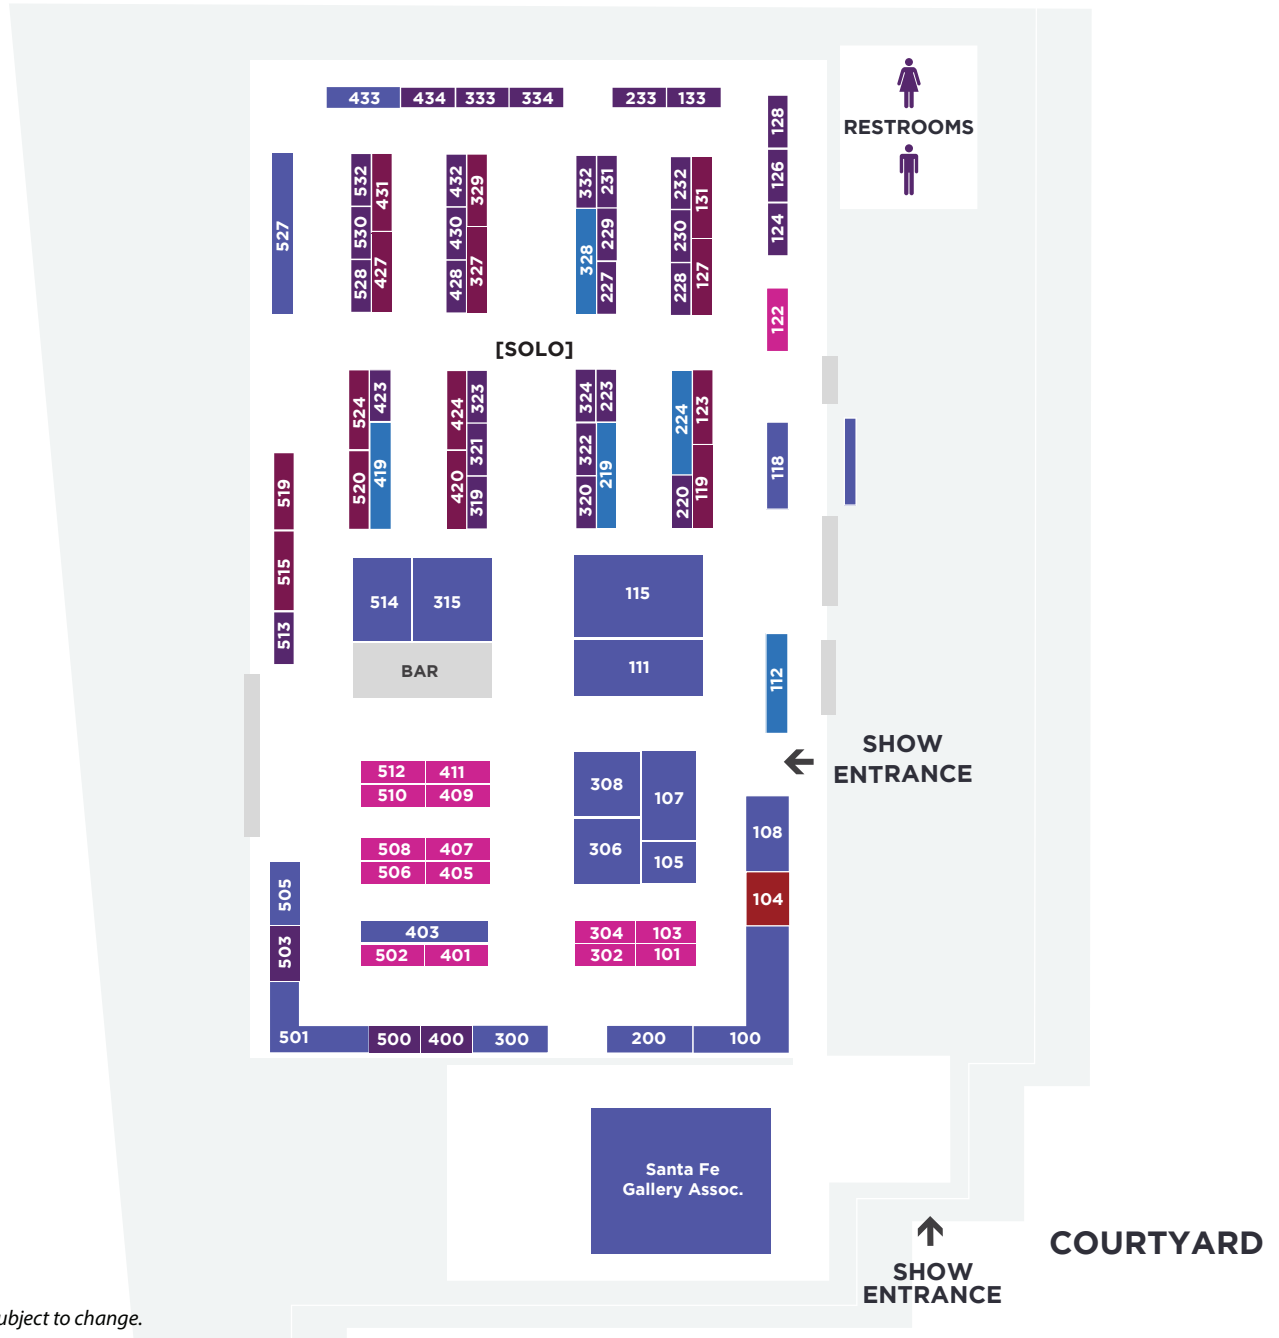 433 434 333 334 233 133
128
126
124
RESTROOMS
532 431 432 329 332 231 232 131
530 430 229 230
527
528 427 428 327 328 227 228 127
122
[SOLO]
524 423 424 323 324 223 224 123
321 322
520 419 420 319 320 219 220 119
118
519
515
513
514 315 115
BAR 111
112
SHOW
ENTRANCE
512 411
510 409
308 107
508 407
506 405
306 105
108
104
505
503
403
502 401
304 103
302 101
501 500 400 300 200 100
Santa Fe
Gallery Assoc.
COURTYARD
SHOW
ENTRANCE
ubject to change.